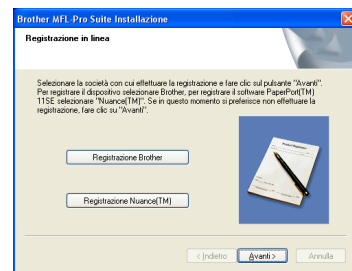 Brother MFL-Pro Suite Installazione
Registrazione in linea
Selezionare la società con cui effettuare la registrazione e fare clic sul pulsante "Avanti".
Per registrare il dispositivo selezionare Brother, per registrare il software PaperPort(TM)
11SE selezionare "Nuance(TM)". Se in questo momento si preferisce non effettuare la
registrazione, fare clic su "Avanti".
Registrazione Brother
Registrazione Nuance(TM)
< Indietro
Avanti >
Annulla